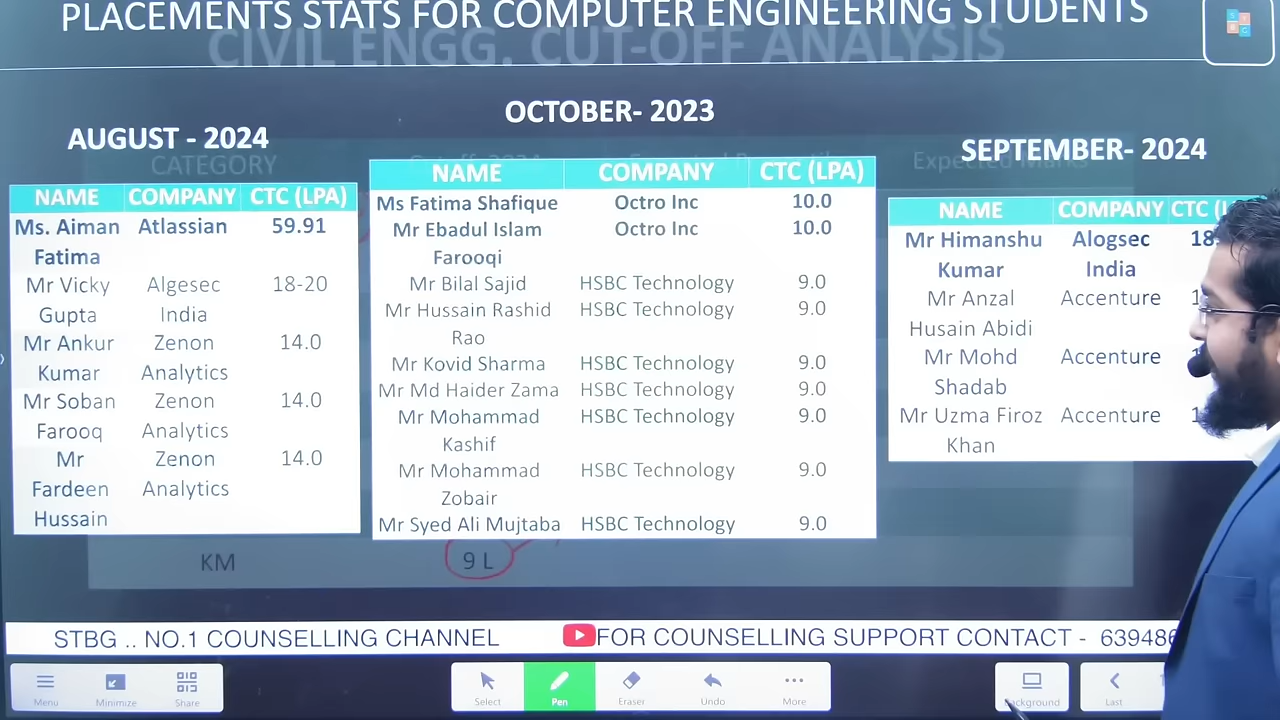 PLACEMENTS STATS FOR COMPUTER ENGINEERING STUDENTS
CIVIL ENGG. CUT-OFF ANALYSIS
AUGUST - 2024
CATEGORY
NAME COMPANY CTC (LPA)
Ms. Aiman Atlassian 59.91
Fatima
Mr Vicky Algesec 18-20
Gupta India
Mr Ankur Zenon 14.0
Kumar Analytics
Mr Soban Zenon 14.0
Farooq Analytics
Mr Zenon 14.0
Fardeen Analytics
Hussain
OCTOBER- 2023
NAME COMPANY CTC (LPA)
Ms Fatima Shafique Octro Inc 10.0
Mr Ebadul Islam Octro Inc 10.0
Farooqi
Mr Bilal Sajid HSBC Technology 9.0
Mr Hussain Rashid HSBC Technology 9.0
Rao
Mr Kovid Sharma HSBC Technology 9.0
Mr Md Haider Zama HSBC Technology 9.0
Mr Mohammad HSBC Technology 9.0
Kashif
Mr Mohammad HSBC Technology 9.0
Zobair
Mr Syed Ali Mujtaba HSBC Technology 9.0
SEPTEMBER- 2024
NAME COMPANY CTC
Mr Himanshu Alogsec 18
Kumar India
Mr Anzal Accenture
Husain Abidi
Mr Mohd Accenture
Shadab
Mr Uzma Firoz Accenture
Khan
KM 9 L
STBG .. NO.1 COUNSELLING CHANNEL FOR COUNSELLING SUPPORT CONTACT - 63948
Menu Minimize Share Select Pen Eraser Undo More Background Last